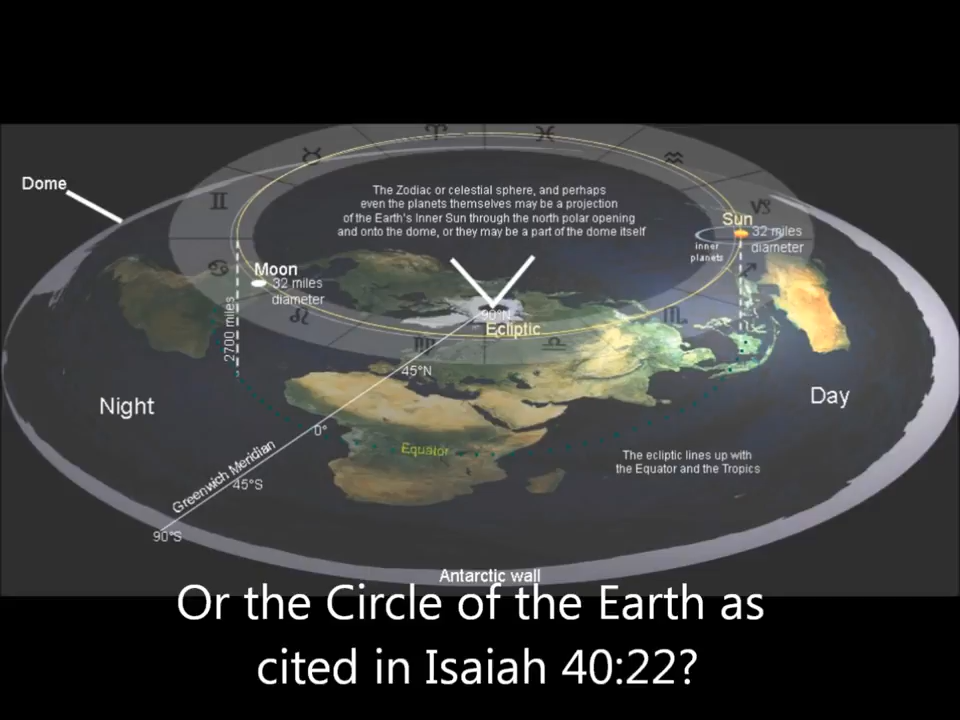 Dome
The Zodiac or celestial sphere, and perhaps
even the planets themselves may be a projection
of the Earth's Inner Sun through the north polar opening
and onto the dome, or they may be a part of the dome itself
Sun
32 miles
diameter
inner
planets
Moon
32 miles
diameter
2700 miles
90°N
Ecliptic
45°N
Night
Day
0°
Equator
The ecliptic lines up with
the Equator and the Tropics
Greenwich Meridian
45°S
90°S
Antarctic wall
Or the Circle of the Earth as
cited in Isaiah 40:22?